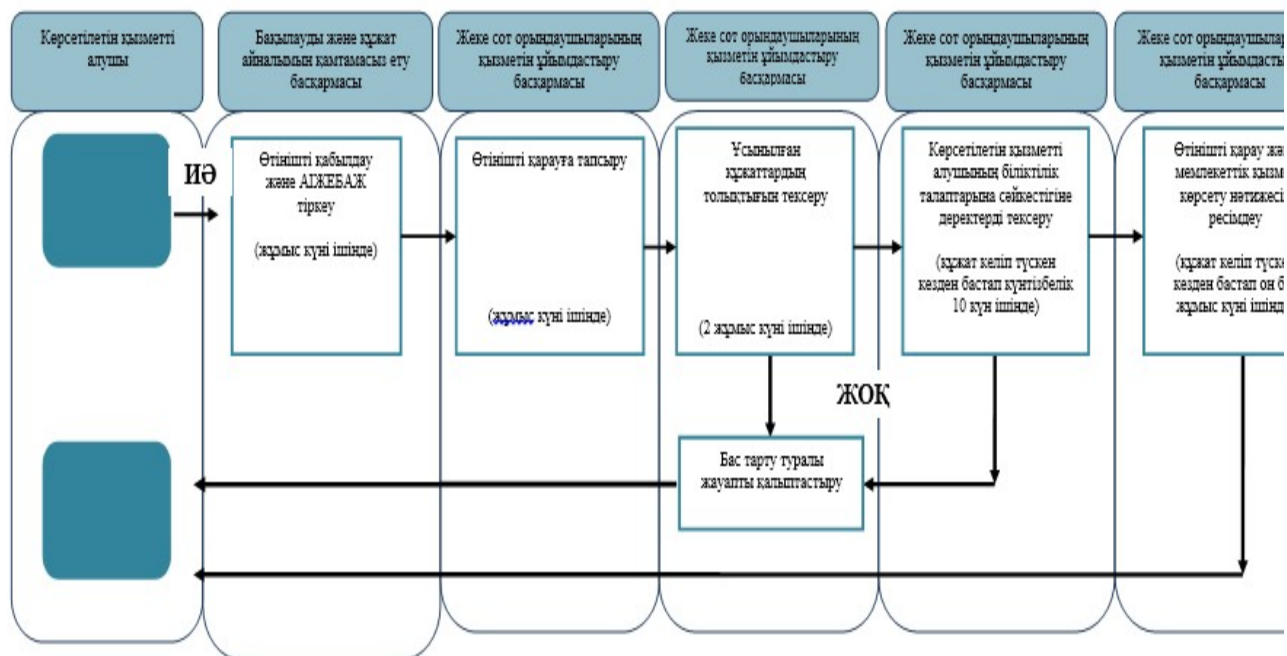 Көрсетілетін қызметті
алушы
Бақылауды және құжат
айналымын қамтамасыз ету
басқармасы
Жеке сот орындаушыларының
қызметін ұйымдастыру
басқармасы
Жеке сот орындаушыларының
қызметін ұйымдастыру
басқармасы
Жеке сот орындаушыларының
қызметін ұйымдастыру
басқармасы
Жеке сот орындаушылар
қызметін ұйымдасты
басқармасы
ИӘ
Өтінішті қабылдау
және АІЖЕБАЖ
тіркеу
(жұмыс күні ішінде)
Өтінішті қарауға тапсыру
(жұмыс күні ішінде)
Ұсынылған
құжаттардың
толықтығын тексеру
(2 жұмыс күні ішінде)
Көрсетілетін қызметті
алушының біліктілік
талаптарына сәйкестігіне
деректерді тексеру
(құжат келіп түскен
кезден бастап күнтізбелік
10 күн ішінде)
Өтінішті қарау жән
мемлекеттік қызме
көрсету нәтижесін
ресімдеу
(құжат келіп түске
кезден бастап он б
жұмыс күні ішінд
ЖОҚ
Бас тарту туралы
жауапты қалыптастыру